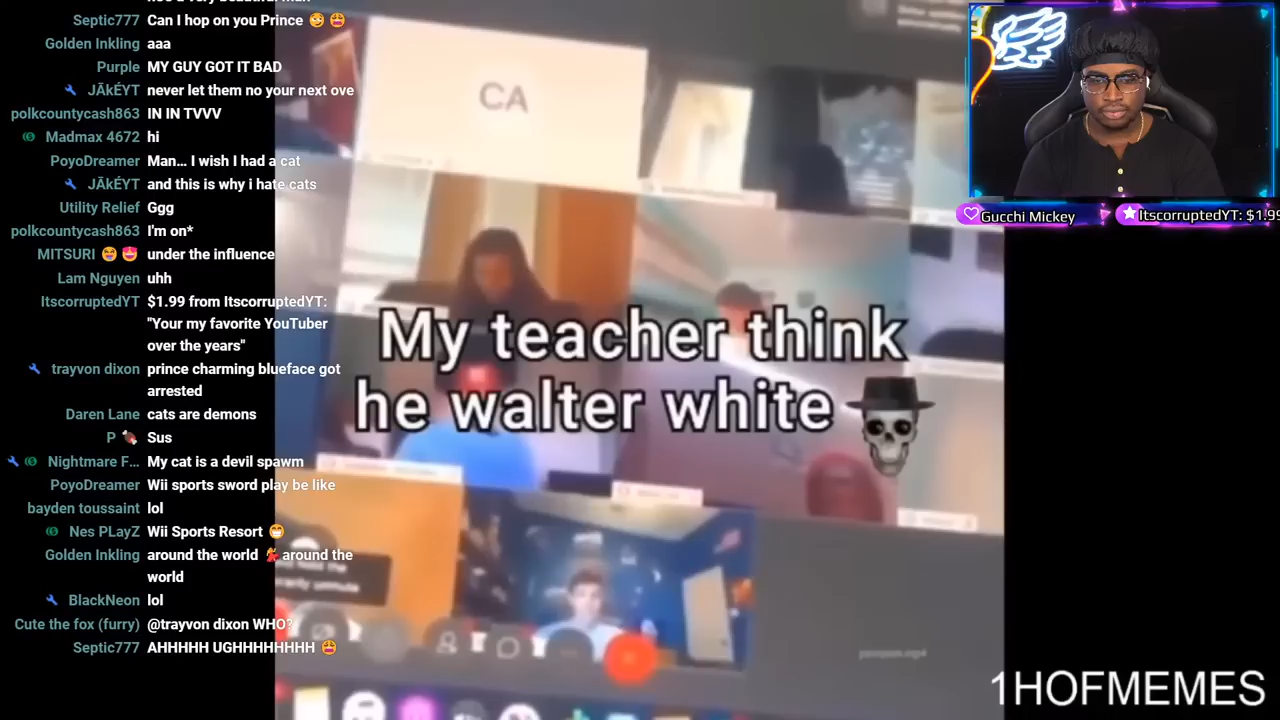 Septic777 Can I hop on you Prince 😏 😩
Golden Inkling aaa
Purple MY GUY GOT IT BAD
JÃkÉYT never let them no your next ove
polkcountycash863 IN IN TVVV
Madmax 4672 hi
PoyoDreamer Man… I wish I had a cat
JÃkÉYT and this is why i hate cats
Utility Relief Ggg
polkcountycash863 I'm on*
MITSURI 😄 🤩 under the influence
Lam Nguyen uhh
ItscorruptedYT $1.99 from ItscorruptedYT:
"Your my favorite YouTuber
over the years"
trayvon dixon prince charming blueface got
arrested
Daren Lane cats are demons
P 🍫 Sus
Nightmare F… My cat is a devil spawm
PoyoDreamer Wii sports sword play be like
bayden toussaint lol
Nes PLayZ Wii Sports Resort 😁
Golden Inkling around the world 💃around the
world
BlackNeon lol
Cute the fox (furry) @trayvon dixon WHO?
Septic777 AHHHHH UGHHHHHHHH 😩
CA
My teacher think
he walter white
Gucchi Mickey
ItscorruptedYT: $1.99
1HOFMEMES